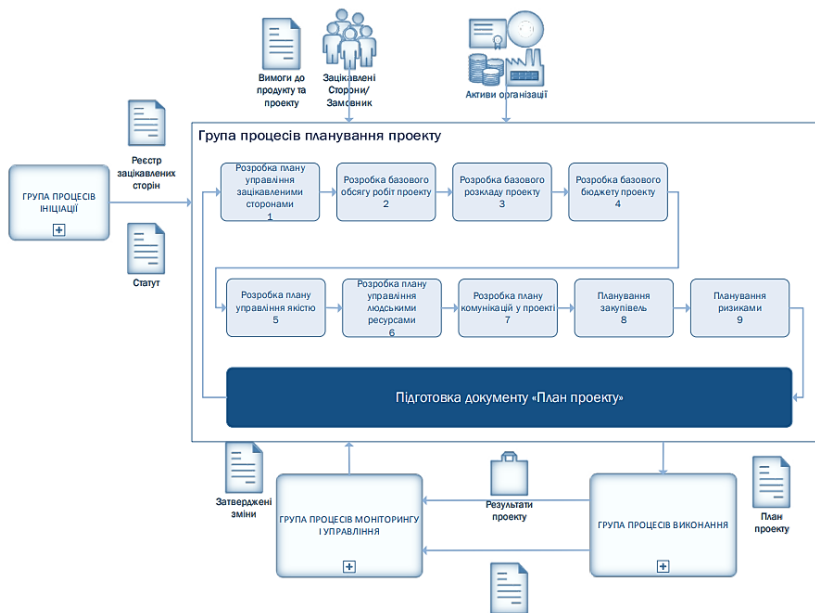 Вимоги до
продукту та
проекту
Зацікавлені
Сторони/
Замовник
Активи організації
Реєстр
зацікавлених
сторін
ГРУПА ПРОЦЕСІВ
ІНІЦІАЦІЇ
Статут
Група процесів планування проекту
Розробка плану
управління
зацікавленими
сторонами
1
Розробка базового
обсягу робіт проекту
2
Розробка базового
розкладу проекту
3
Розробка базового
бюджету проекту
4
Розробка плану
управління якістю
5
Розробка плану
управління
людськими
ресурсами
6
Розробка плану
комунікацій у проекті
7
Планування
закупівель
8
Планування
ризиками
9
Підготовка документу «План проекту»
Затверджені
зміни
ГРУПА ПРОЦЕСІВ МОНІТОРИНГУ
І УПРАВЛІННЯ
Результати
проекту
ГРУПА ПРОЦЕСІВ ВИКОНАННЯ
План
проекту